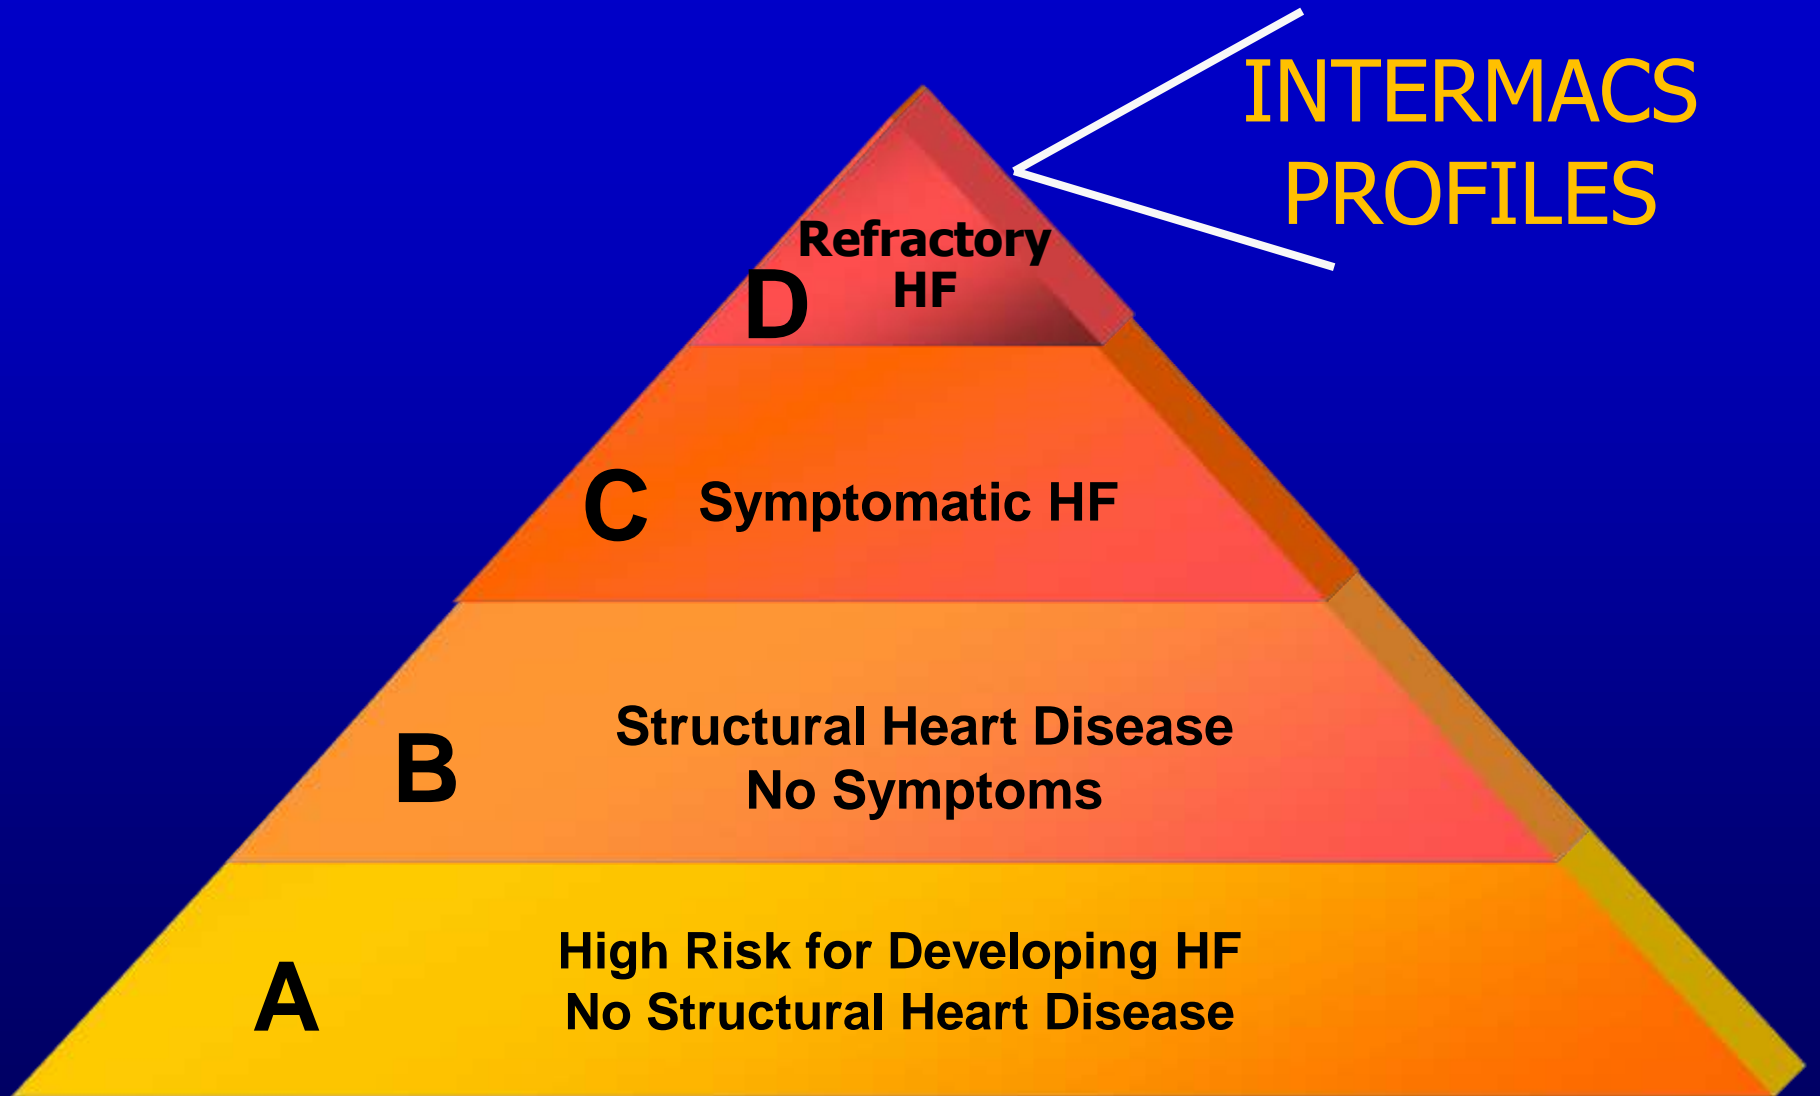 INTERMACS
PROFILES
Refractory
HF
D
C
Symptomatic HF
B
Structural Heart Disease
No Symptoms
A
High Risk for Developing HF
No Structural Heart Disease